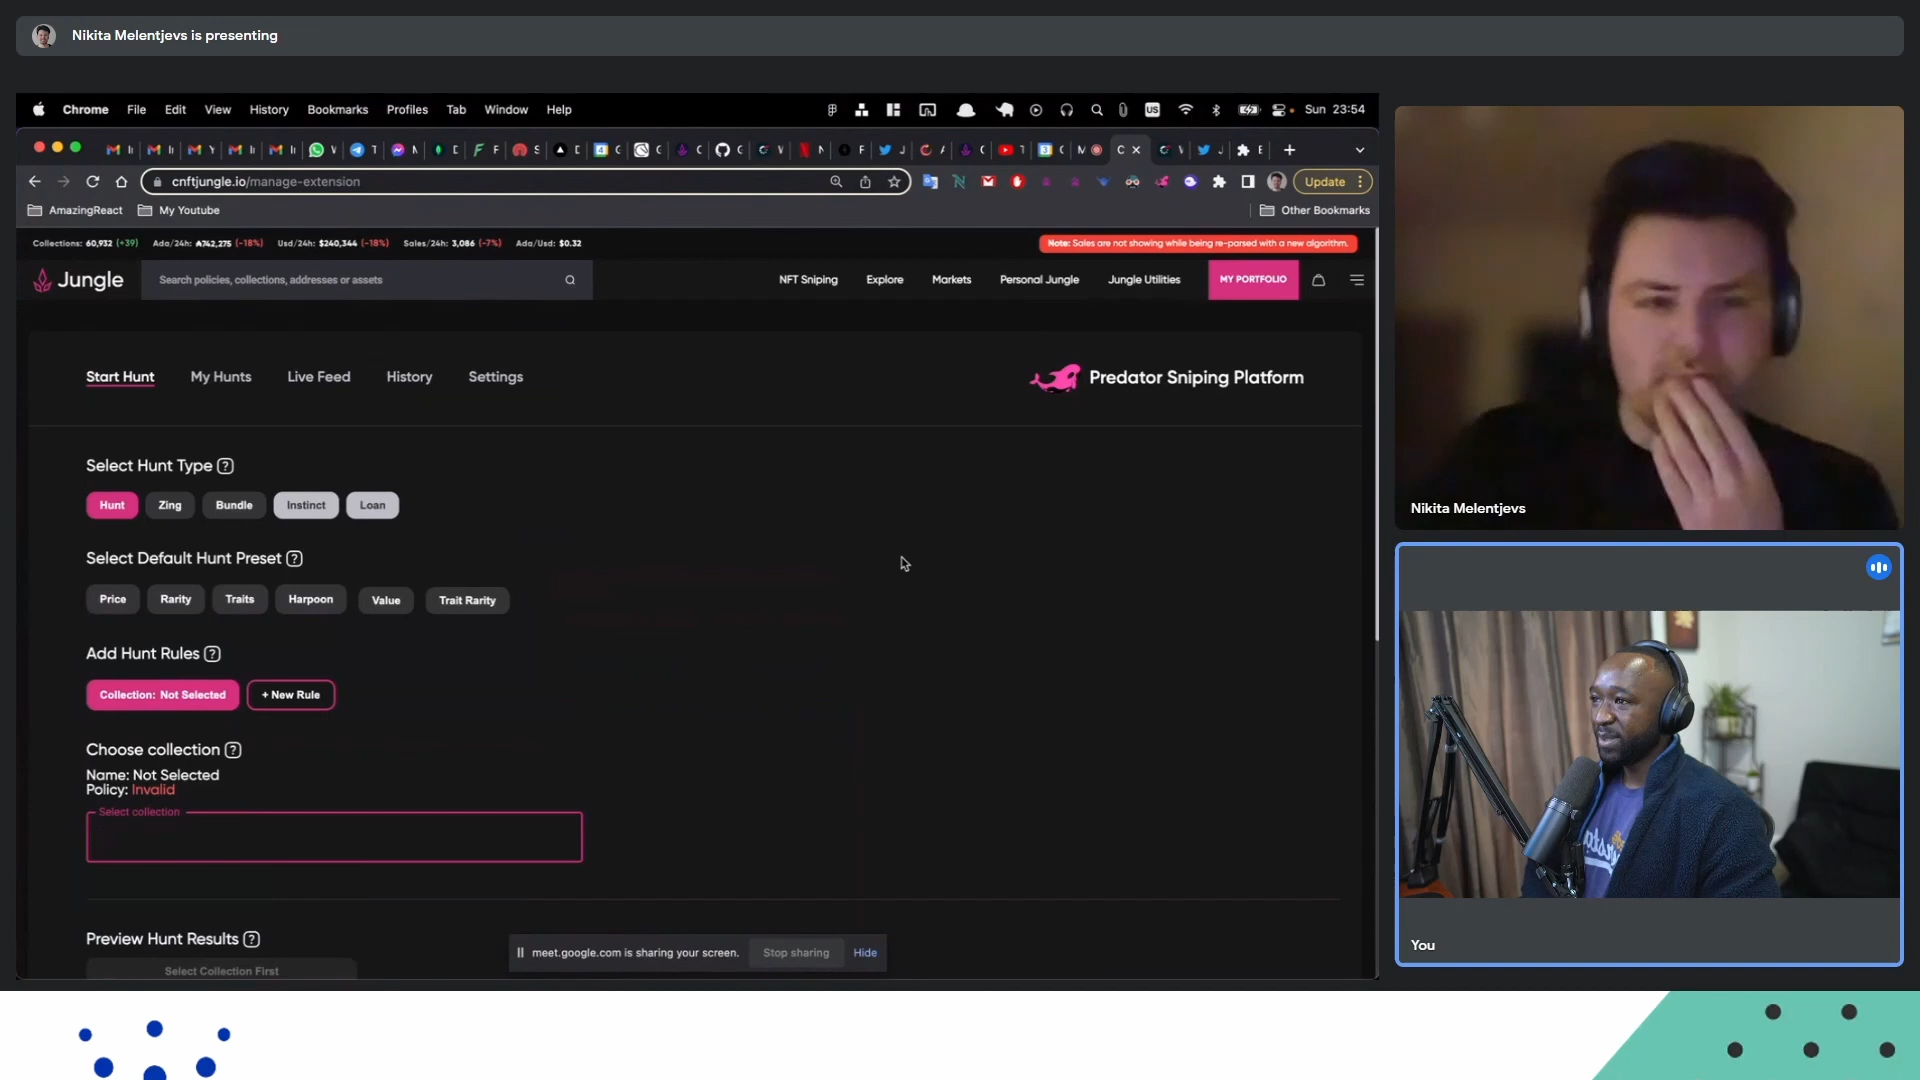 Nikita Melentjevs is presenting
Chrome File Edit View History Bookmarks Profiles Tab Window Help US Sun 23:54
cnftjungle.io/manage-extension Update
AmazingReact My Youtube Other Bookmarks
Collections: 60,932 (+39) Ada/24h: ₳742,275 (-18%) Usd/24h: $240,344 (-18%) Sales/24h: 3,086 (-7%) Ada/Usd: $0.32 Note: Sales are not showing while being re-parsed with a new algorithm.
Jungle Search policies, collections, addresses or assets NFT Sniping Explore Markets Personal Jungle Jungle Utilities MY PORTFOLIO
Start Hunt My Hunts Live Feed History Settings Predator Sniping Platform
Select Hunt Type ?
Hunt Zing Bundle Instinct Loan
Select Default Hunt Preset ?
Price Rarity Traits Harpoon Value Trait Rarity
Add Hunt Rules ?
Collection: Not Selected + New Rule
Choose collection ?
Name: Not Selected
Policy: Invalid
Select collection
Preview Hunt Results ?
Select Collection First
meet.google.com is sharing your screen. Stop sharing Hide
Nikita Melentjevs
You